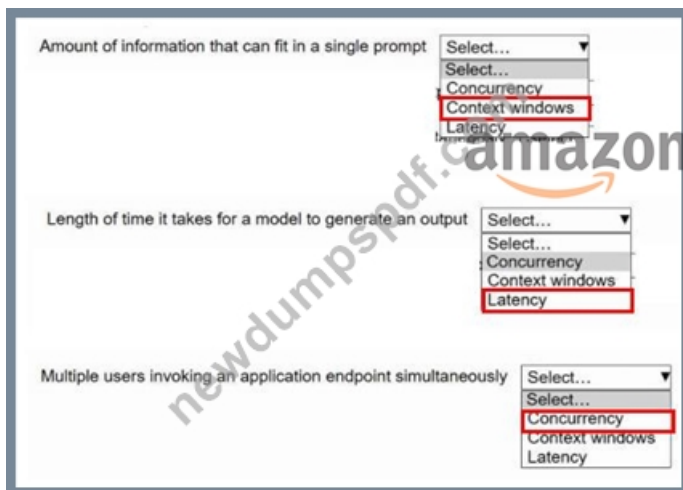 Amount of information that can fit in a single prompt Select...
Select...
Concurrency
Context windows
Latency
amazon
Length of time it takes for a model to generate an output Select...
Select...
Concurrency
Context windows
Latency
newdumpspdf.com
Multiple users invoking an application endpoint simultaneously Select...
Select...
Concurrency
Context windows
Latency